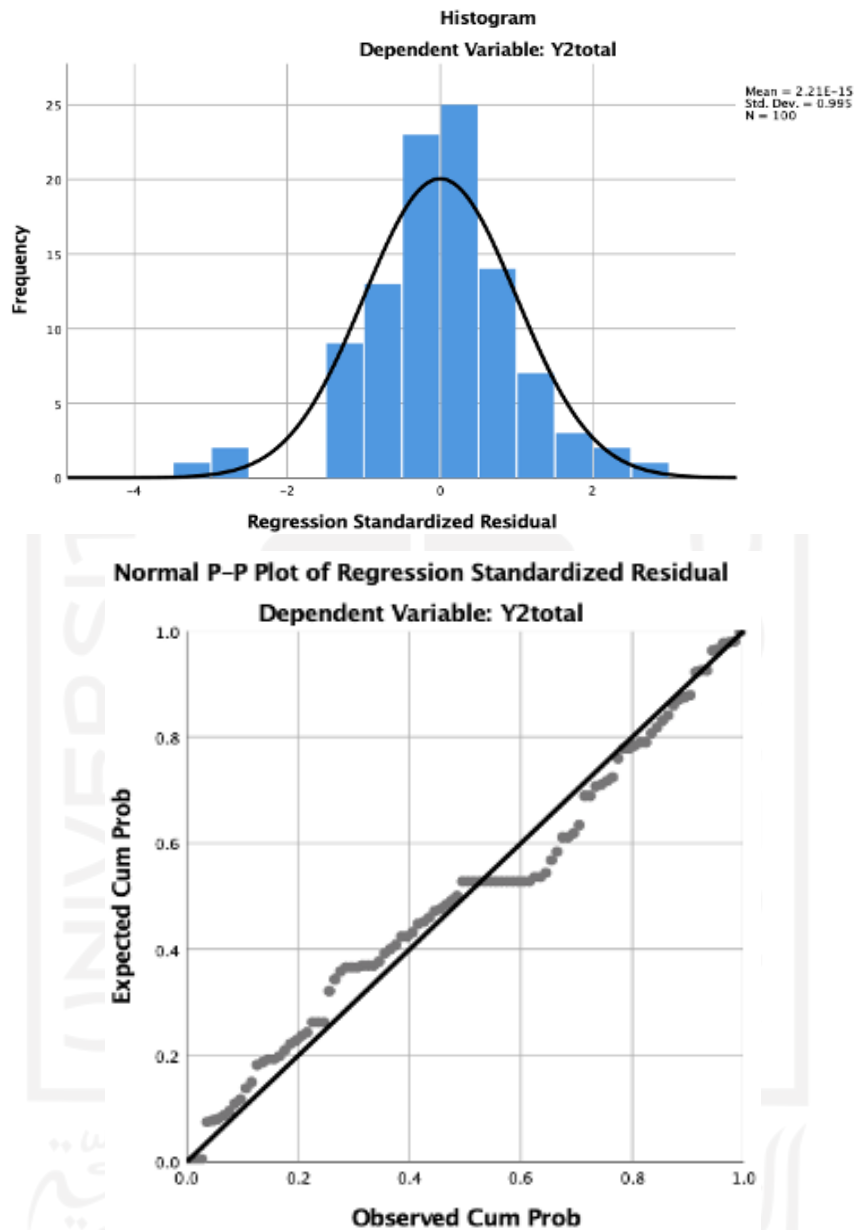 Histogram
Dependent Variable: Y2total
Mean = 2.21E-15
Std. Dev. = 0.995
N = 100
25
20
15
10
5
0
Frequency
-4
-2
0
2
Regression Standardized Residual
Normal P-P Plot of Regression Standardized Residual
Dependent Variable: Y2total
1.0
0.8
0.6
0.4
0.2
0.0
Expected Cum Prob
0.0
0.2
0.4
0.6
0.8
1.0
Observed Cum Prob